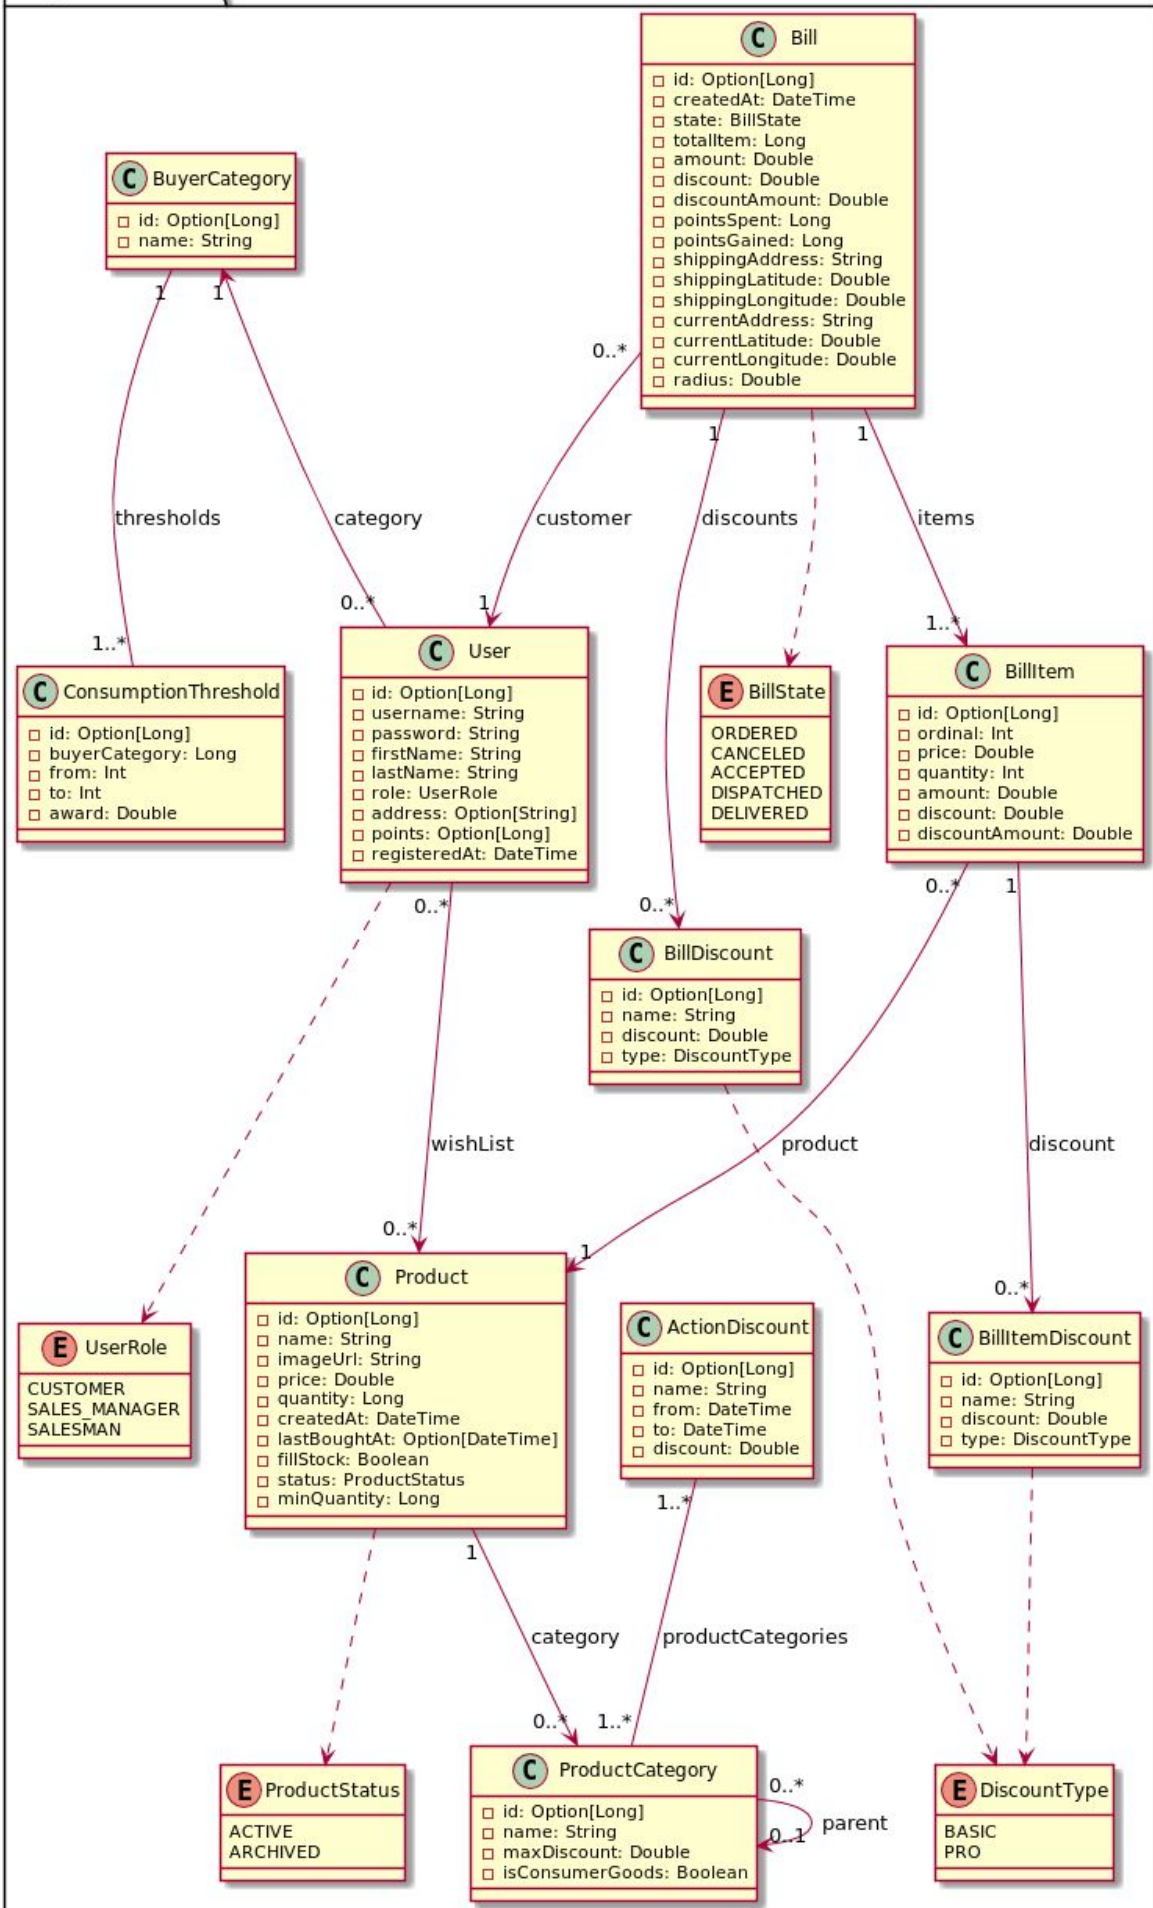 C Bill
id: Option[Long]
createdAt: DateTime
state: BillState
totalItem: Long
amount: Double
discount: Double
discountAmount: Double
pointsSpent: Long
pointsGained: Long
shippingAddress: String
shippingLatitude: Double
shippingLongitude: Double
currentAddress: String
currentLatitude: Double
currentLongitude: Double
radius: Double
C BuyerCategory
id: Option[Long]
name: String
1
1
0..*
1
1
thresholds
category
customer
discounts
items
1..*
0..*
1
1..*
C ConsumptionThreshold
id: Option[Long]
buyerCategory: Long
from: Int
to: Int
award: Double
C User
id: Option[Long]
username: String
password: String
firstName: String
lastName: String
role: UserRole
address: Option[String]
points: Option[Long]
registeredAt: DateTime
E BillState
ORDERED
CANCELED
ACCEPTED
DISPATCHED
DELIVERED
C BillItem
id: Option[Long]
ordinal: Int
price: Double
quantity: Int
amount: Double
discount: Double
discountAmount: Double
0..*
0..*
0..*
1
C BillDiscount
id: Option[Long]
name: String
discount: Double
type: DiscountType
wishList
product
discount
0..*
1
0..*
E UserRole
CUSTOMER
SALES_MANAGER
SALESMAN
C Product
id: Option[Long]
name: String
imageUrl: String
price: Double
quantity: Long
createdAt: DateTime
lastBoughtAt: Option[DateTime]
fillStock: Boolean
status: ProductStatus
minQuantity: Long
C ActionDiscount
id: Option[Long]
name: String
from: DateTime
to: DateTime
discount: Double
C BillItemDiscount
id: Option[Long]
name: String
discount: Double
type: DiscountType
1
1..*
category
productCategories
0..*
1..*
E ProductStatus
ACTIVE
ARCHIVED
C ProductCategory
id: Option[Long]
name: String
maxDiscount: Double
isConsumerGoods: Boolean
0..*
parent
0..1
E DiscountType
BASIC
PRO